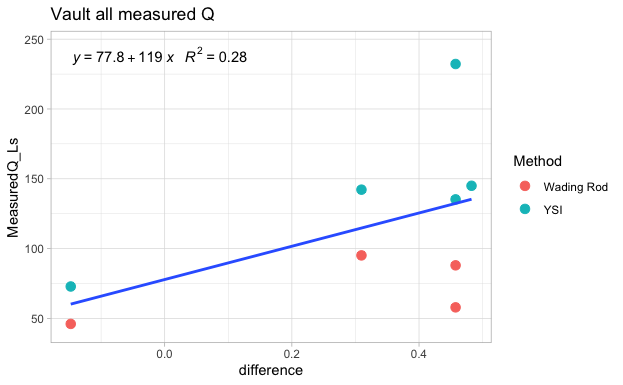 Vault all measured Q
y = 77.8 + 119 x R² = 0.28
250
200
150
100
50
MeasuredQ_Ls
0.0 0.2 0.4
difference
Method
Wading Rod
YSI